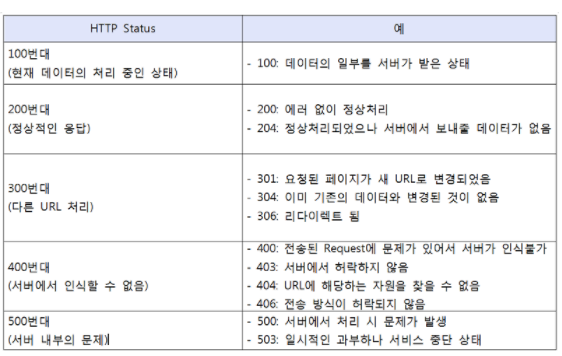 HTTP Status
예
100번대
(현재 데이터의 처리 중인 상태)
- 100: 데이터의 일부를 서버가 받은 상태
200번대
(정상적인 응답)
- 200: 에러 없이 정상처리
- 204: 정상처리되었으나 서버에서 보내줄 데이터가 없음
300번대
(다른 URL 처리)
- 301: 요청된 페이지가 새 URL로 변경되었음
- 304: 이미 기존의 데이터와 변경된 것이 없음
- 306: 리다이렉트 됨
400번대
(서버에서 인식할 수 없음)
- 400: 전송된 Request에 문제가 있어서 서버가 인식불가
- 403: 서버에서 허락하지 않음
- 404: URL에 해당하는 자원을 찾을 수 없음
- 406: 전송 방식이 허락되지 않음
500번대
(서버 내부의 문제)
- 500: 서버에서 처리 시 문제가 발생
- 503: 일시적인 과부하나 서비스 중단 상태